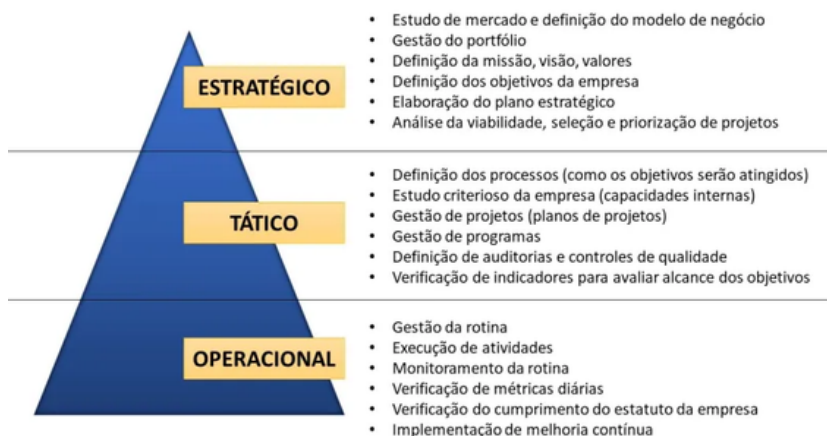 ESTRATÉGICO
• Estudo de mercado e definição do modelo de negócio
• Gestão do portfólio
• Definição da missão, visão, valores
• Definição dos objetivos da empresa
• Elaboração do plano estratégico
• Análise da viabilidade, seleção e priorização de projetos
TÁTICO
• Definição dos processos (como os objetivos serão atingidos)
• Estudo criterioso da empresa (capacidades internas)
• Gestão de projetos (planos de projetos)
• Gestão de programas
• Definição de auditorias e controles de qualidade
• Verificação de indicadores para avaliar alcance dos objetivos
OPERACIONAL
• Gestão da rotina
• Execução de atividades
• Monitoramento da rotina
• Verificação de métricas diárias
• Verificação do cumprimento do estatuto da empresa
• Implementação de melhoria contínua